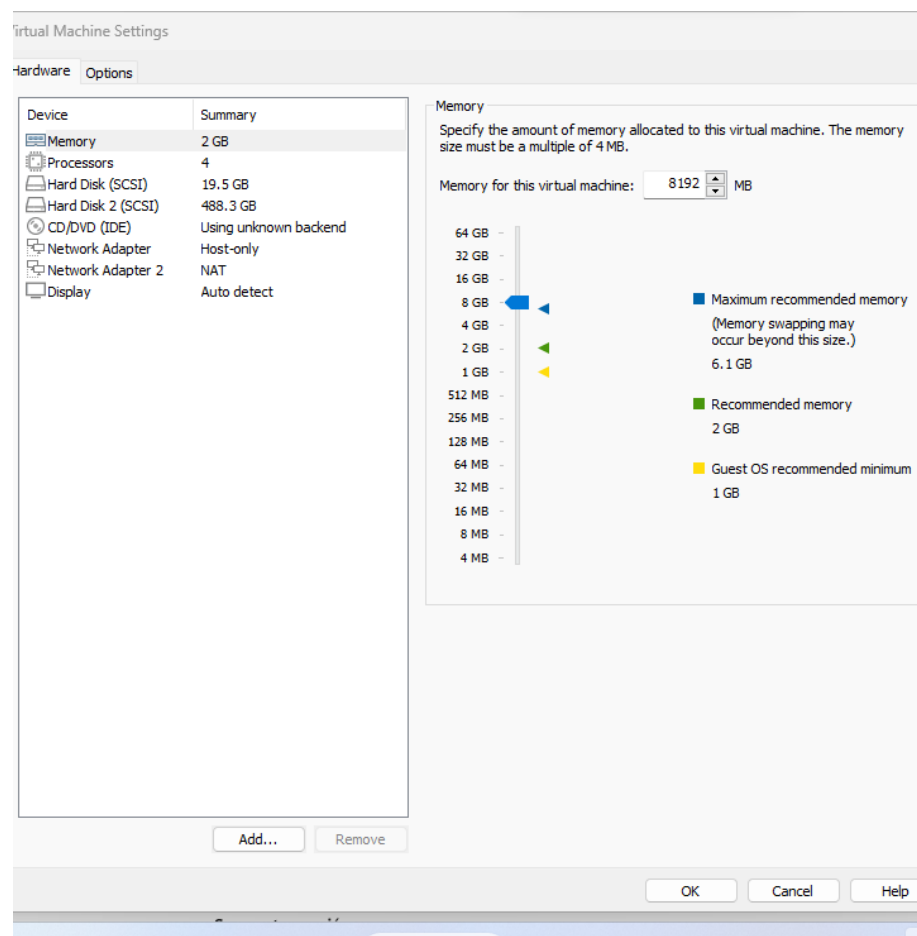 Virtual Machine Settings
Hardware Options
Device Summary
Memory 2 GB
Processors 4
Hard Disk (SCSI) 19.5 GB
Hard Disk 2 (SCSI) 488.3 GB
CD/DVD (IDE) Using unknown backend
Network Adapter Host-only
Network Adapter 2 NAT
Display Auto detect
Add... Remove
Memory
Specify the amount of memory allocated to this virtual machine. The memory
size must be a multiple of 4 MB.
Memory for this virtual machine: 8192 MB
64 GB
32 GB
16 GB
8 GB
4 GB
2 GB
1 GB
512 MB
256 MB
128 MB
64 MB
32 MB
16 MB
8 MB
4 MB
Maximum recommended memory
(Memory swapping may
occur beyond this size.)
6.1 GB
Recommended memory
2 GB
Guest OS recommended minimum
1 GB
OK Cancel Help